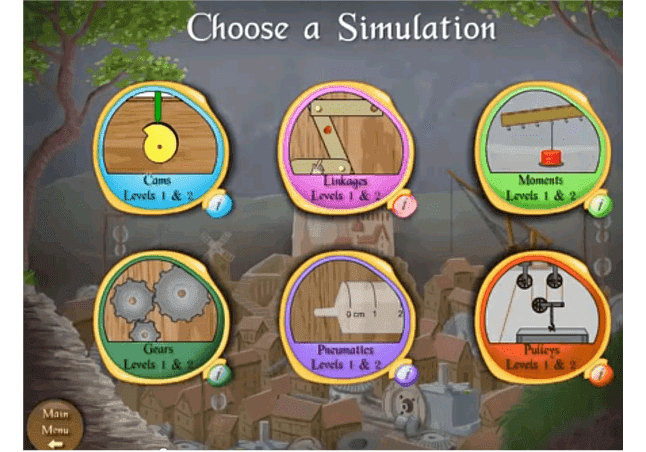 Choose a Simulation
Cams
Levels 1 & 2
i
Linkages
Levels 1 & 2
i
Moments
Levels 1 & 2
i
0 cm 1 2
Gears
Levels 1 & 2
i
Pneumatics
Levels 1 & 2
i
Pulleys
Levels 1 & 2
i
Main
Menu